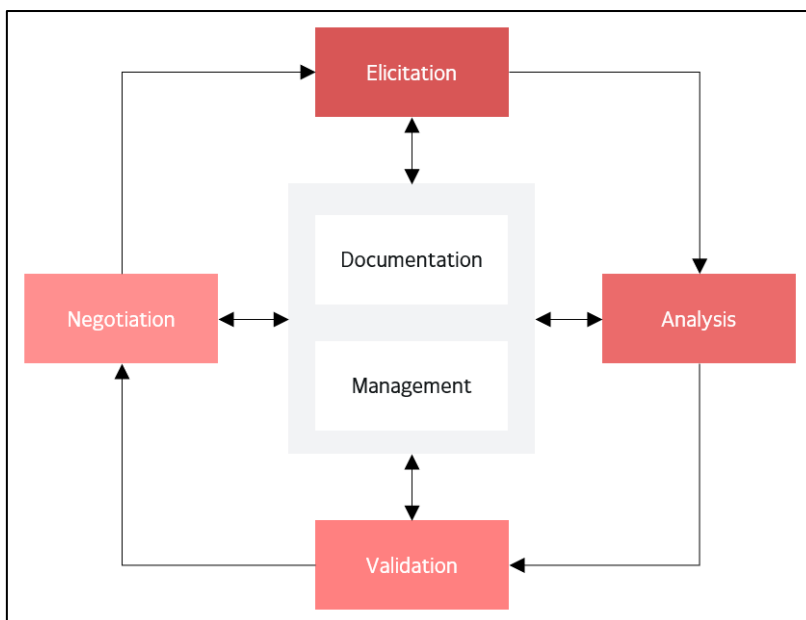 Elicitation
Documentation
Negotiation
Analysis
Management
Validation